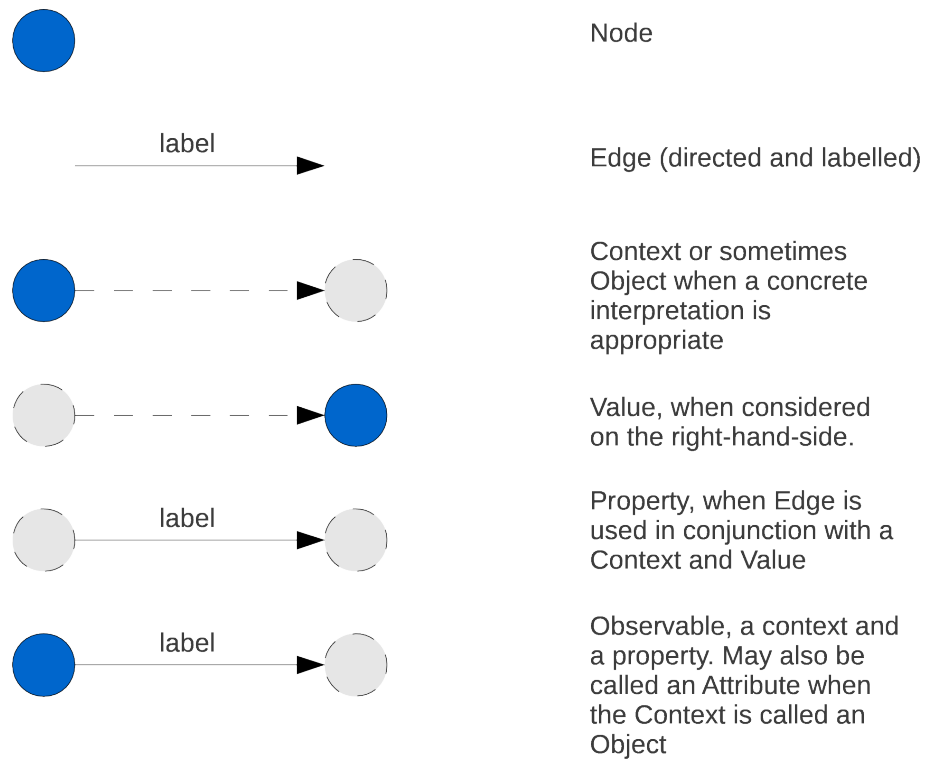 Node
label
Edge (directed and labelled)
Context or sometimes
Object when a concrete
interpretation is
appropriate
Value, when considered
on the right-hand-side.
label
Property, when Edge is
used in conjunction with a
Context and Value
label
Observable, a context and
a property. May also be
called an Attribute when
the Context is called an
Object